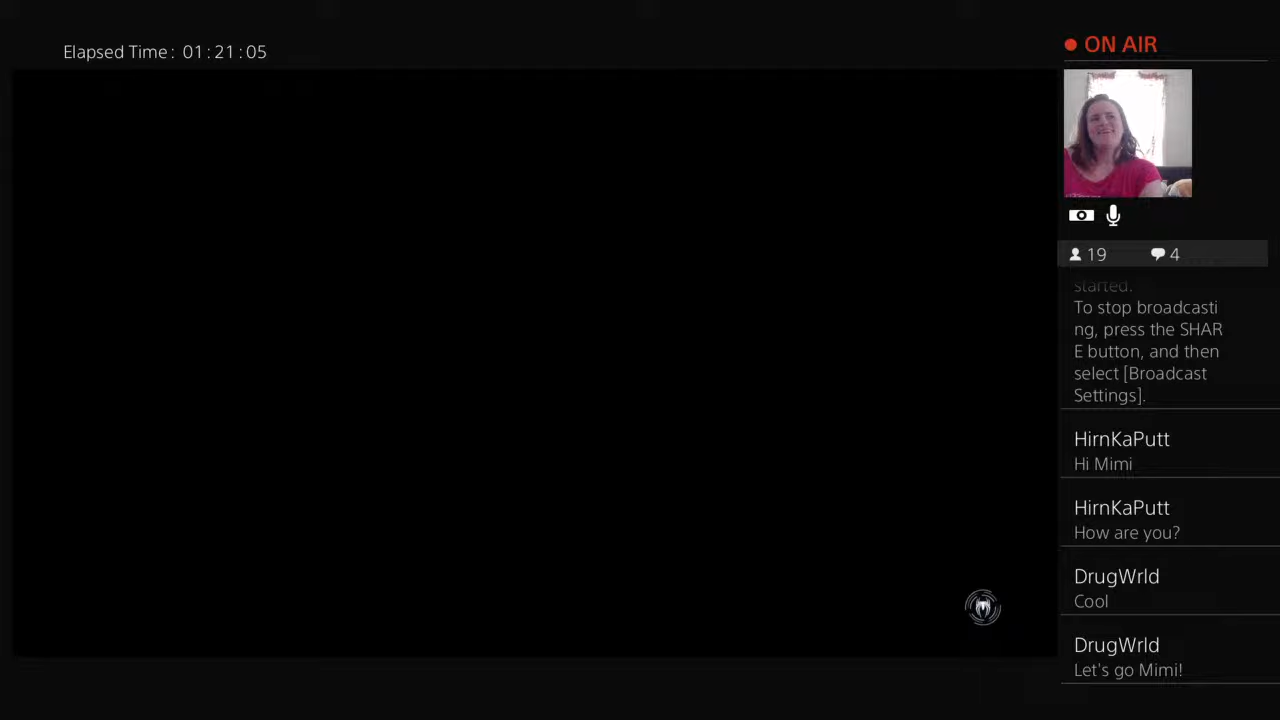 Elapsed Time: 01:21:05
ON AIR
19
4
started.
To stop broadcasti
ng, press the SHAR
E button, and then
select [Broadcast
Settings].
HirnKaPutt
Hi Mimi
HirnKaPutt
How are you?
DrugWrld
Cool
DrugWrld
Let's go Mimi!